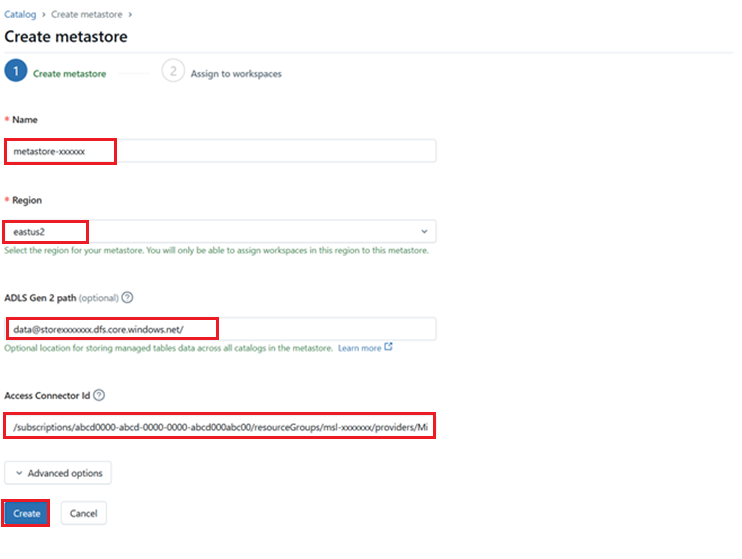 Catalog > Create metastore >
Create metastore
1 Create metastore 2 Assign to workspaces
* Name
metastore-xxxxxx
* Region
eastus2
Select the region for your metastore. You will only be able to assign workspaces in this region to this metastore.
ADLS Gen 2 path (optional) ?
data@storexxxxxxx.dfs.core.windows.net/
Optional location for storing managed tables data across all catalogs in the metastore. Learn more
Access Connector Id ?
/subscriptions/abcd0000-abcd-0000-0000-abcd000abc00/resourceGroups/msl-xxxxxxx/providers/Mi
Advanced options
Create Cancel